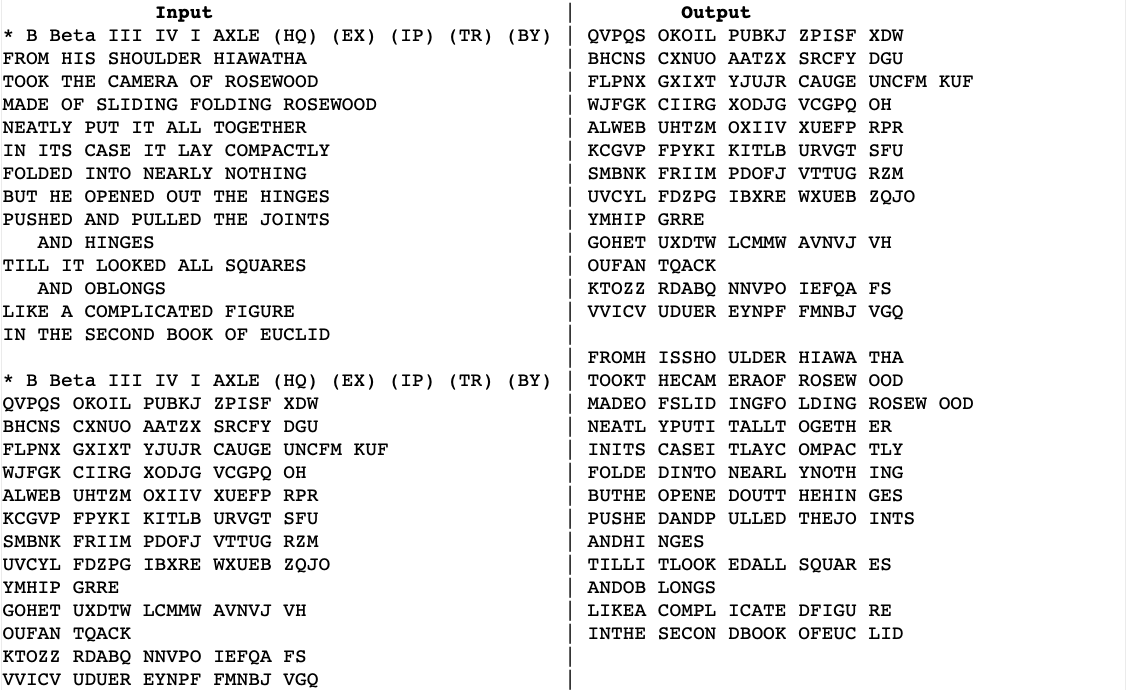 Input | Output
* B Beta III IV I AXLE (HQ) (EX) (IP) (TR) (BY) | QVPQS OKOIL PUBKJ ZPISF XDW
FROM HIS SHOULDER HIAWATHA | BHCNS CXNUO AATZX SRCFY DGU
TOOK THE CAMERA OF ROSEWOOD | FLPNX GXIXT YJUJR CAUGE UNCFM KUF
MADE OF SLIDING FOLDING ROSEWOOD | WJFGK CIIRG XODJG VCGPQ OH
NEATLY PUT IT ALL TOGETHER | ALWEB UHTZM OXIIV XUEFP RPR
IN ITS CASE IT LAY COMPACTLY | KCGVP FPYKI KITLB URVGT SFU
FOLDED INTO NEARLY NOTHING | SMBNK FRIIM PDOFJ VTTUG RZM
BUT HE OPENED OUT THE HINGES | UVCYL FDZPG IBXRE WXUEB ZQJO
PUSHED AND PULLED THE JOINTS | YMHIP GRRE
AND HINGES | GOHET UXDTW LCMMW AVNVJ VH
TILL IT LOOKED ALL SQUARES | OUFAN TQACK
AND OBLONGS | KTOZZ RDABQ NNVPO IEFQA FS
LIKE A COMPLICATED FIGURE | VVICV UDUER EYNPF FMNBJ VGQ
IN THE SECOND BOOK OF EUCLID |
| FROMH ISSHO ULDER HIAWA THA
* B Beta III IV I AXLE (HQ) (EX) (IP) (TR) (BY) | TOOKT HECAM ERAOF ROSEW OOD
QVPQS OKOIL PUBKJ ZPISF XDW | MADEO FSLID INGFO LDING ROSEW OOD
BHCNS CXNUO AATZX SRCFY DGU | NEATL YPUTI TALLT OGETH ER
FLPNX GXIXT YJUJR CAUGE UNCFM KUF | INITS CASEI TLAYC OMPAC TLY
WJFGK CIIRG XODJG VCGPQ OH | FOLDE DINTO NEARL YNOTH ING
ALWEB UHTZM OXIIV XUEFP RPR | BUTHE OPENE DOUTT HEHIN GES
KCGVP FPYKI KITLB URVGT SFU | PUSHE DANDP ULLED THEJO INTS
SMBNK FRIIM PDOFJ VTTUG RZM | ANDHI NGES
UVCYL FDZPG IBXRE WXUEB ZQJO | TILLI TLOOK EDALL SQUAR ES
YMHIP GRRE | ANDOB LONGS
GOHET UXDTW LCMMW AVNVJ VH | LIKEA COMPL ICATE DFIGU RE
OUFAN TQACK | INTHE SECON DBOOK OFEUC LID
KTOZZ RDABQ NNVPO IEFQA FS |
VVICV UDUER EYNPF FMNBJ VGQ |